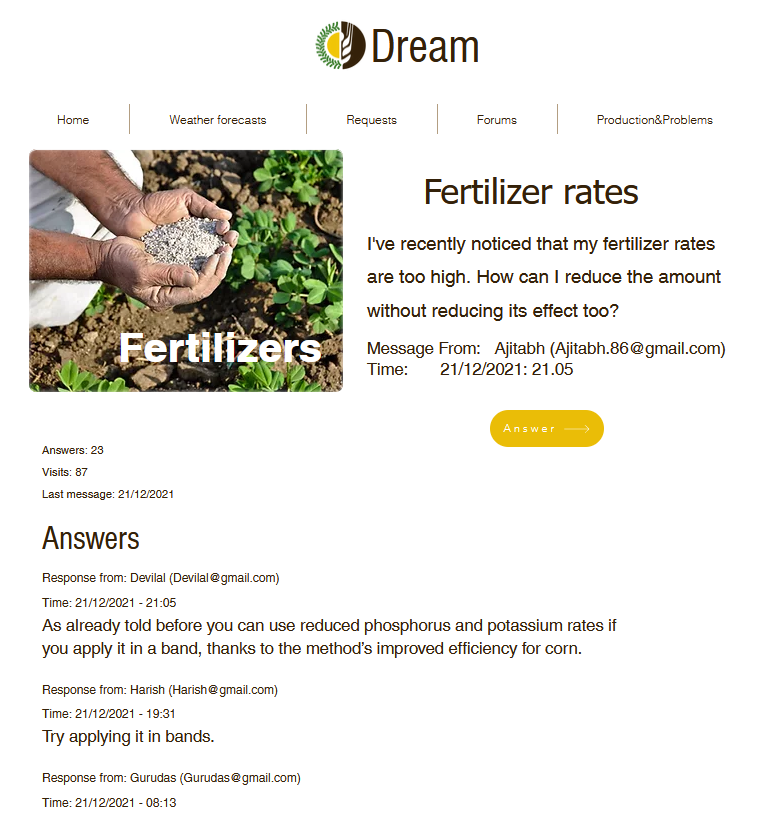 Dream
Home
Weather forecasts
Requests
Forums
Production&Problems
Fertilizers
Fertilizer rates
I've recently noticed that my fertilizer rates
are too high. How can I reduce the amount
without reducing its effect too?
Message From: Ajitabh (Ajitabh.86@gmail.com)
Time: 21/12/2021: 21.05
Answer
Answers: 23
Visits: 87
Last message: 21/12/2021
Answers
Response from: Devilal (Devilal@gmail.com)
Time: 21/12/2021 - 21:05
As already told before you can use reduced phosphorus and potassium rates if
you apply it in a band, thanks to the method’s improved efficiency for corn.
Response from: Harish (Harish@gmail.com)
Time: 21/12/2021 - 19:31
Try applying it in bands.
Response from: Gurudas (Gurudas@gmail.com)
Time: 21/12/2021 - 08:13